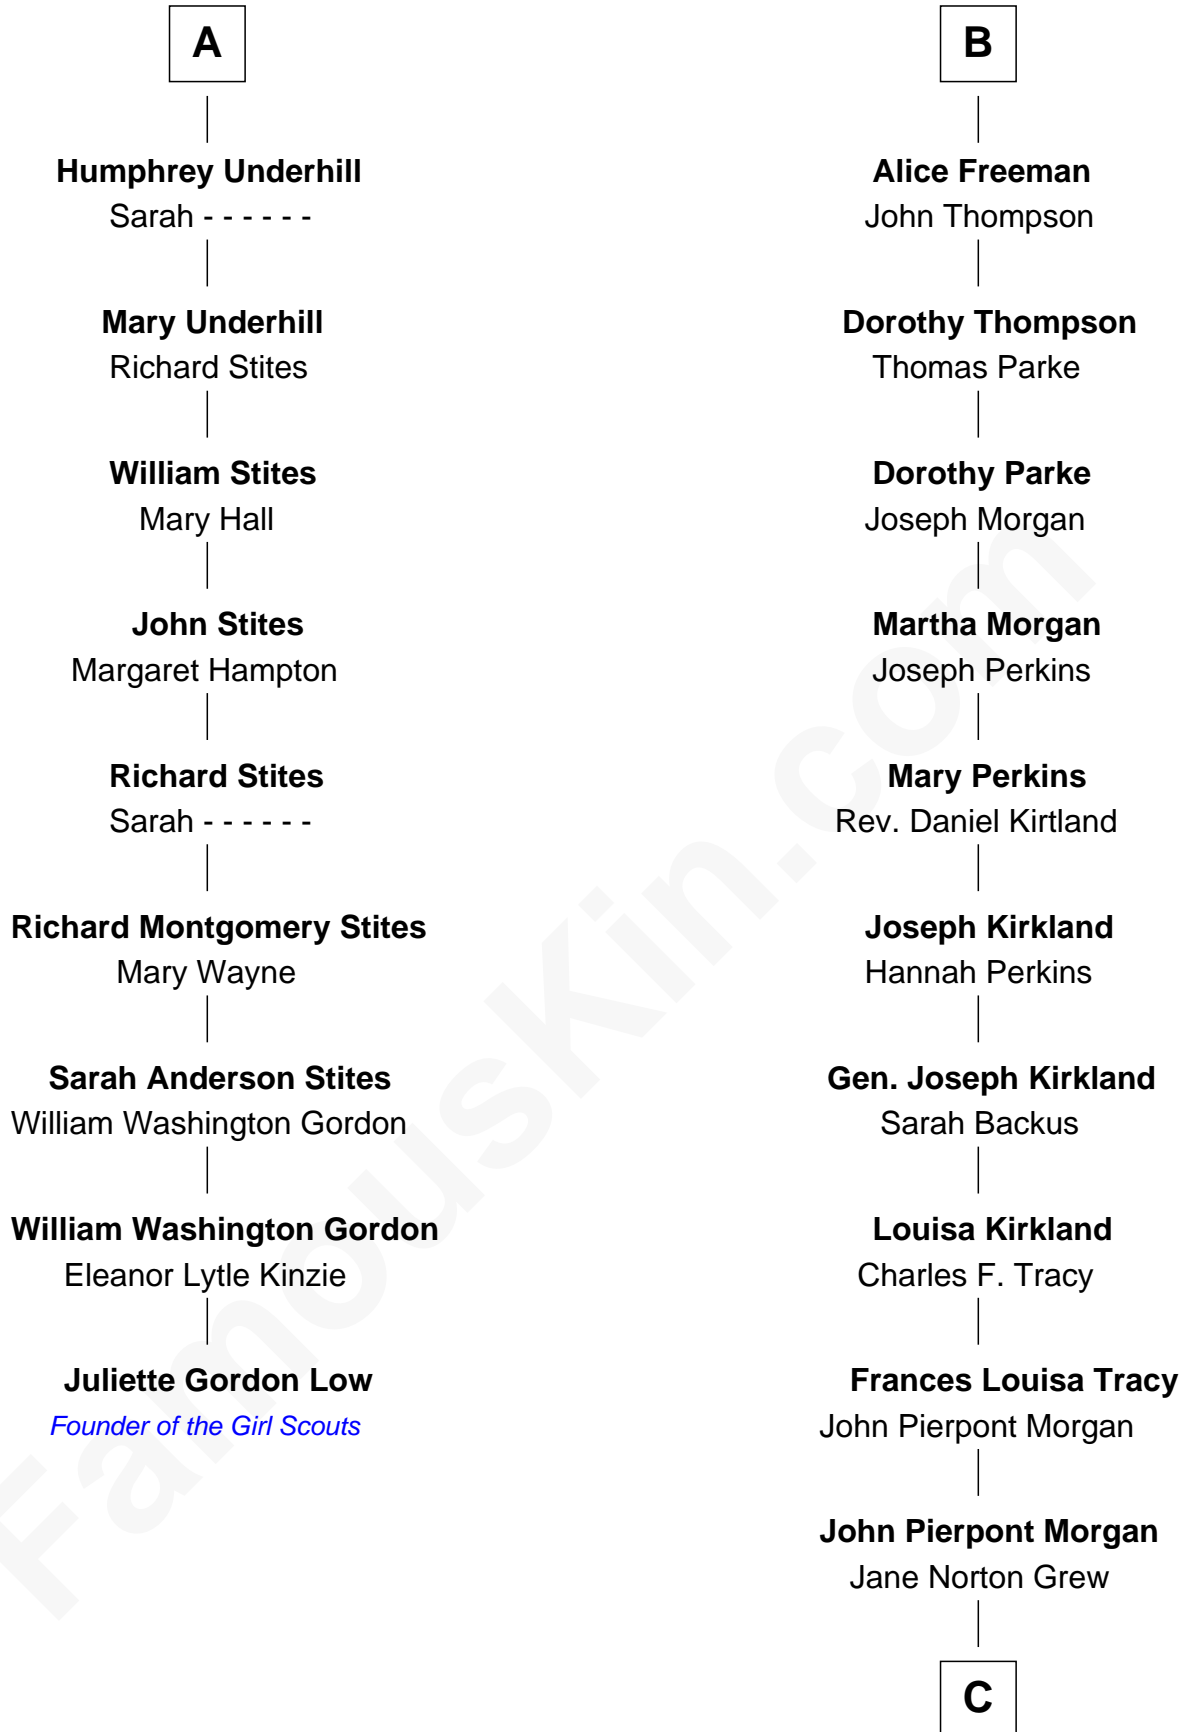 A
Humphrey Underhill
Sarah - - - - - -
Mary Underhill
Richard Stites
William Stites
Mary Hall
John Stites
Margaret Hampton
Richard Stites
Sarah - - - - - -
Richard Montgomery Stites
Mary Wayne
Sarah Anderson Stites
William Washington Gordon
William Washington Gordon
Eleanor Lytle Kinzie
Juliette Gordon Low
Founder of the Girl Scouts
B
Alice Freeman
John Thompson
Dorothy Thompson
Thomas Parke
Dorothy Parke
Joseph Morgan
Martha Morgan
Joseph Perkins
Mary Perkins
Rev. Daniel Kirtland
Joseph Kirkland
Hannah Perkins
Gen. Joseph Kirkland
Sarah Backus
Louisa Kirkland
Charles F. Tracy
Frances Louisa Tracy
John Pierpont Morgan
John Pierpont Morgan
Jane Norton Grew
C
FamousKin.com